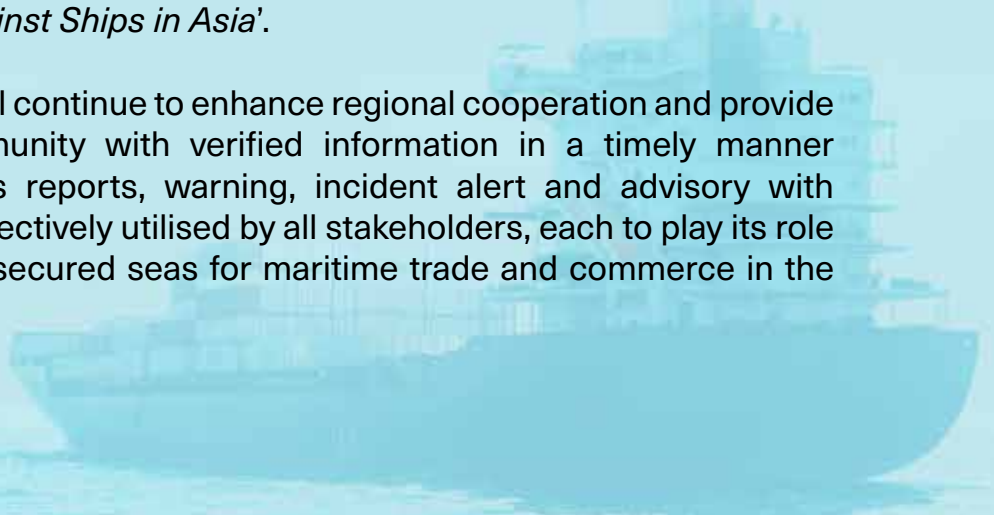 inst Ships in Asia'.
l continue to enhance regional cooperation and provide
munity with verified information in a timely manner
s reports, warning, incident alert and advisory with
ectively utilised by all stakeholders, each to play its role
secured seas for maritime trade and commerce in the